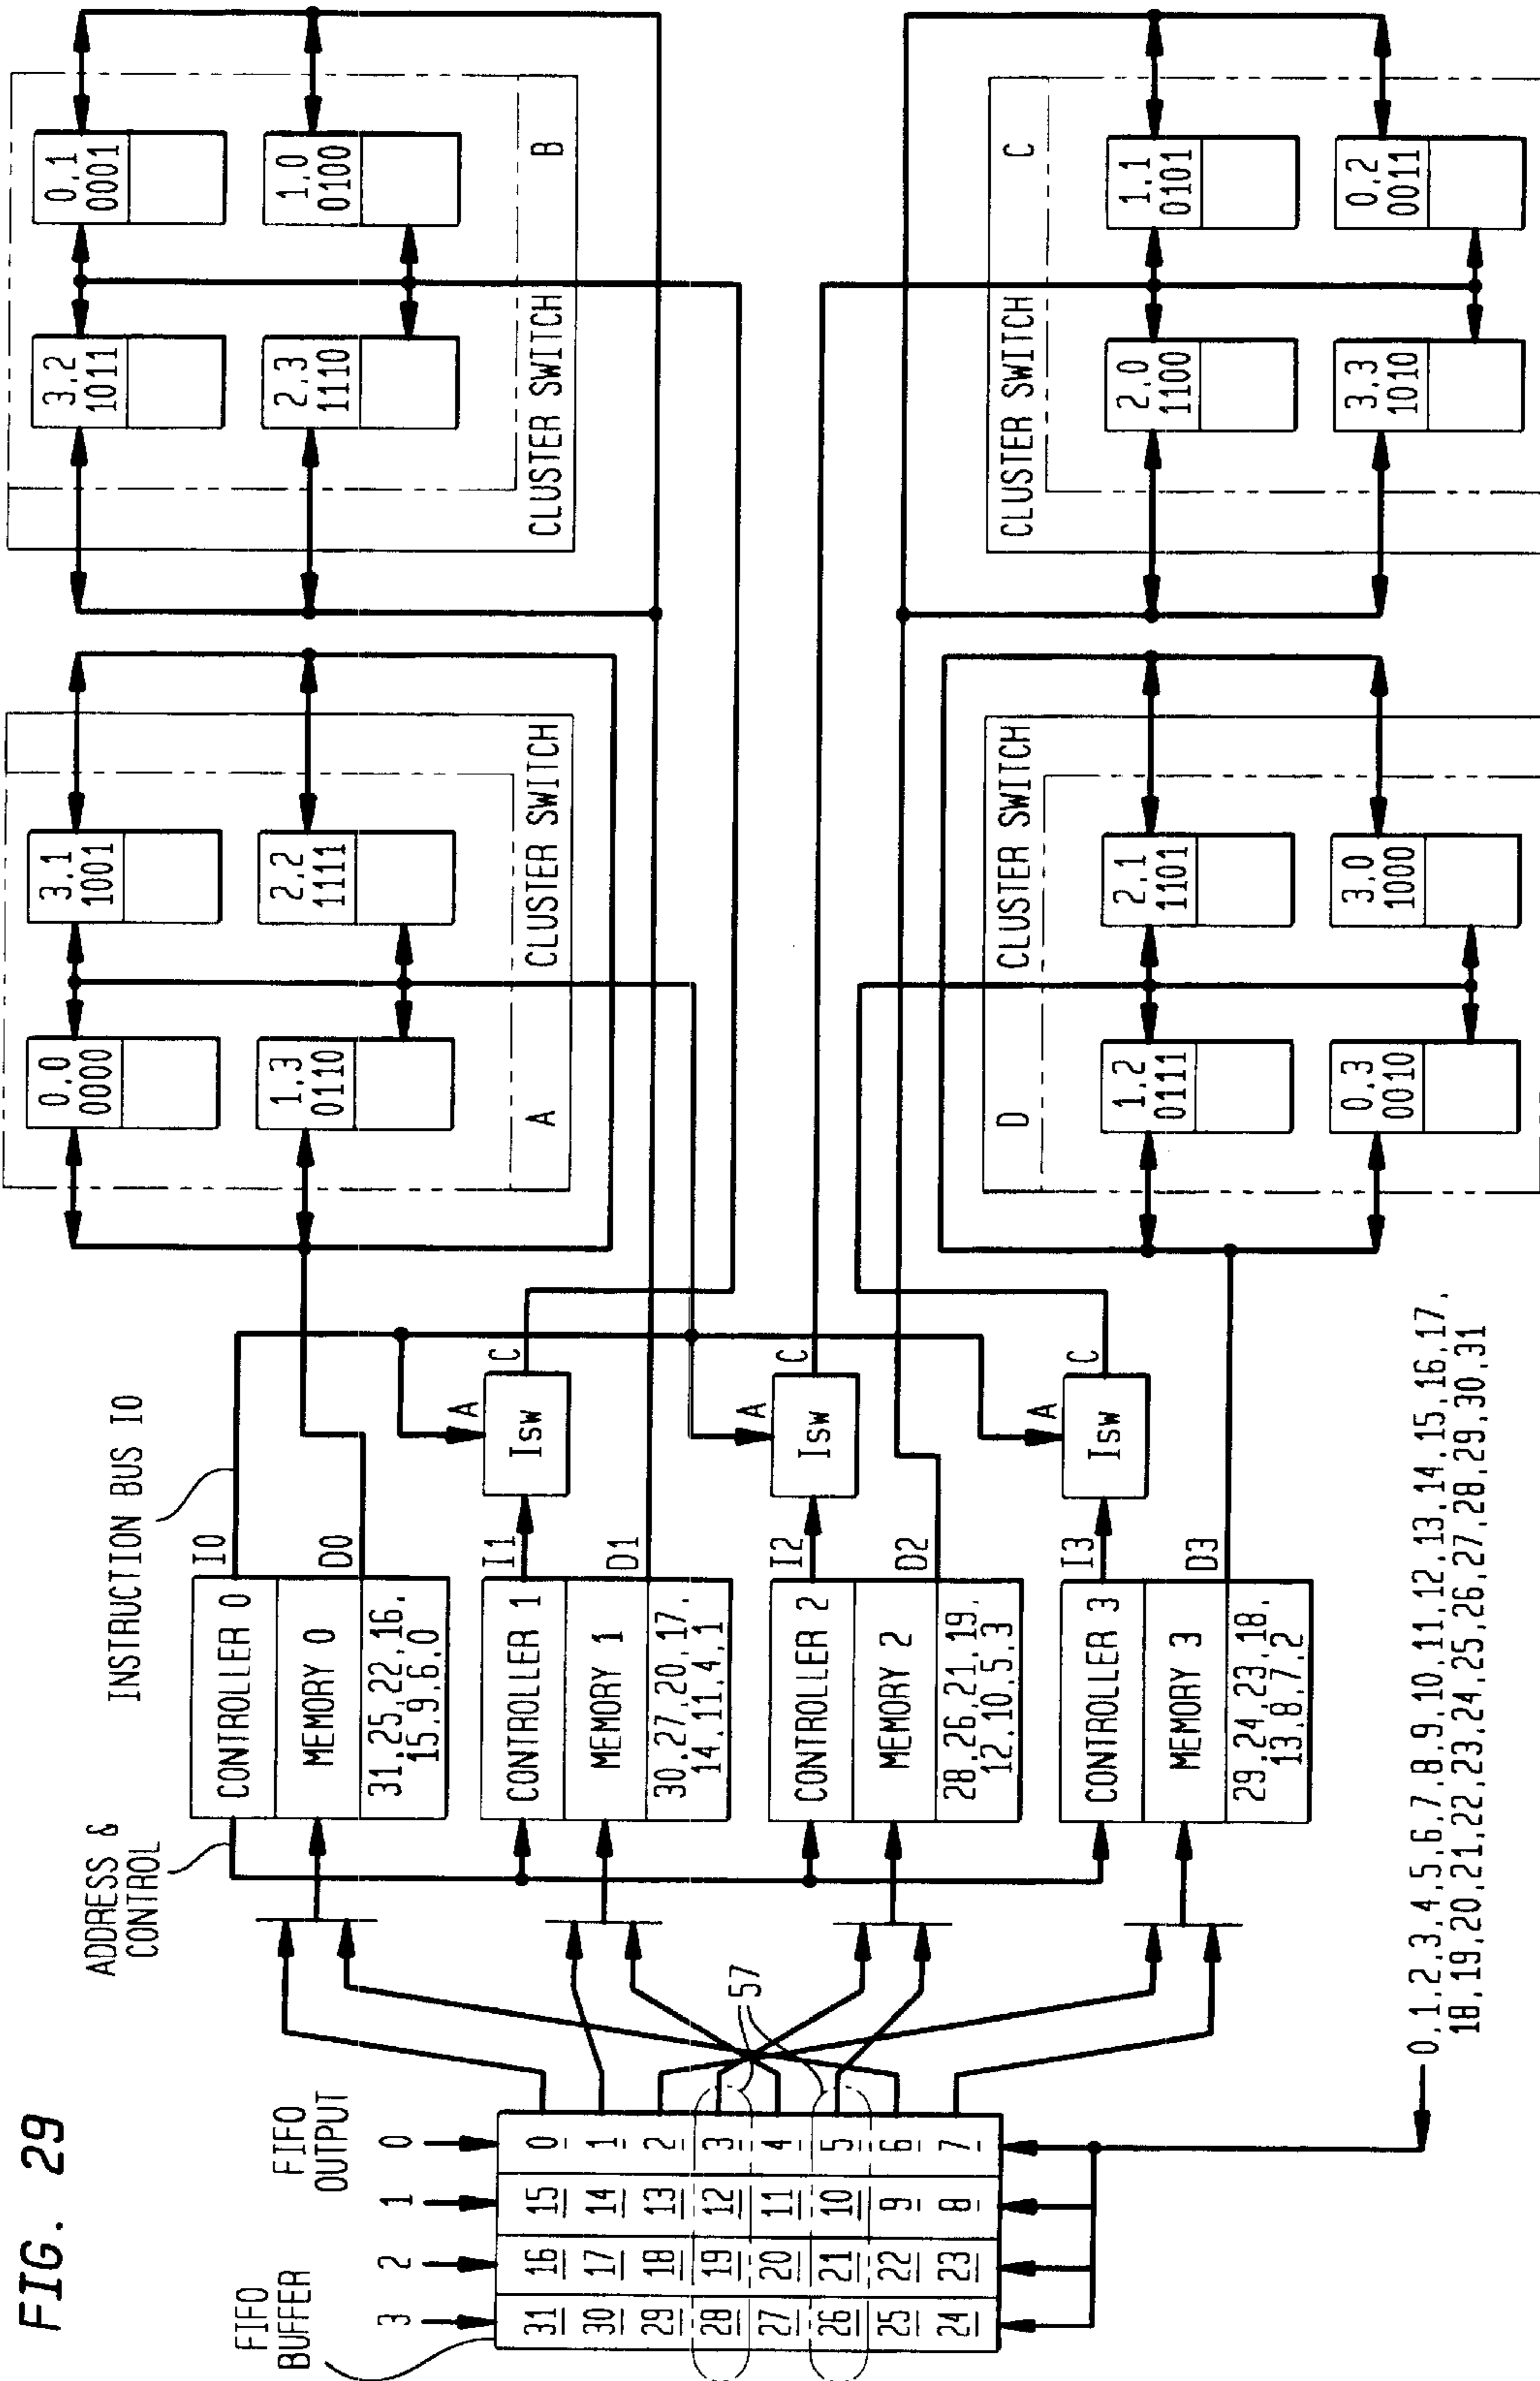 FIG. 29
FIFO
BUFFER
FIFO
OUTPUT
3
2
1
0
31 16 15 0
30 17 14 1
29 18 13 2
28 19 12 3
27 20 11 4
26 21 10 5
25 22 9 6
24 23 8 7
57
0,1,2,3,4,5,6,7,8,9,10,11,12,13,14,15,16,17,
18,19,20,21,22,23,24,25,26,27,28,29,30,31
ADDRESS &
CONTROL
INSTRUCTION BUS I0
CONTROLLER 0
I0
MEMORY 0
D0
31,25,22,16,
15,9,6,0
CONTROLLER 1
I1
MEMORY 1
D1
30,27,20,17,
14,11,4,1
CONTROLLER 2
I2
MEMORY 2
D2
28,26,21,19,
12,10,5,3
CONTROLLER 3
I3
MEMORY 3
D3
29,24,23,18,
13,8,7,2
A
Isw
C
A
Isw
C
A
Isw
C
0,0
0000
3,1
1001
1,3
0110
2,2
1111
A
CLUSTER SWITCH
3,2
1011
0,1
0001
2,3
1110
1,0
0100
CLUSTER SWITCH
B
D
CLUSTER SWITCH
1,2
0111
2,1
1101
0,3
0010
3,0
1000
CLUSTER SWITCH
C
2,0
1100
1,1
0101
3,3
1010
0,2
0011